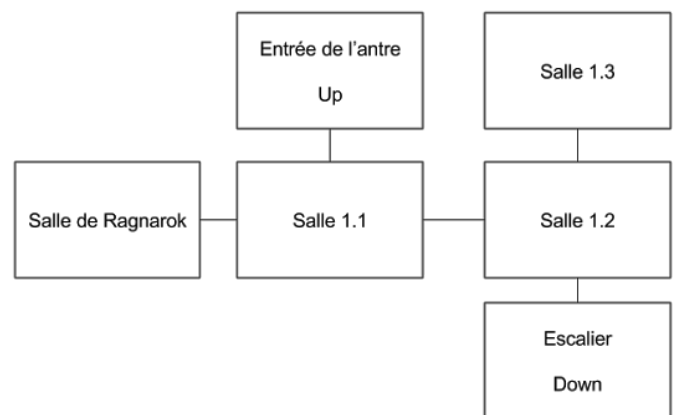 Entrée de l'antre
Up
Salle 1.3
Salle de Ragnarok
Salle 1.1
Salle 1.2
Escalier
Down